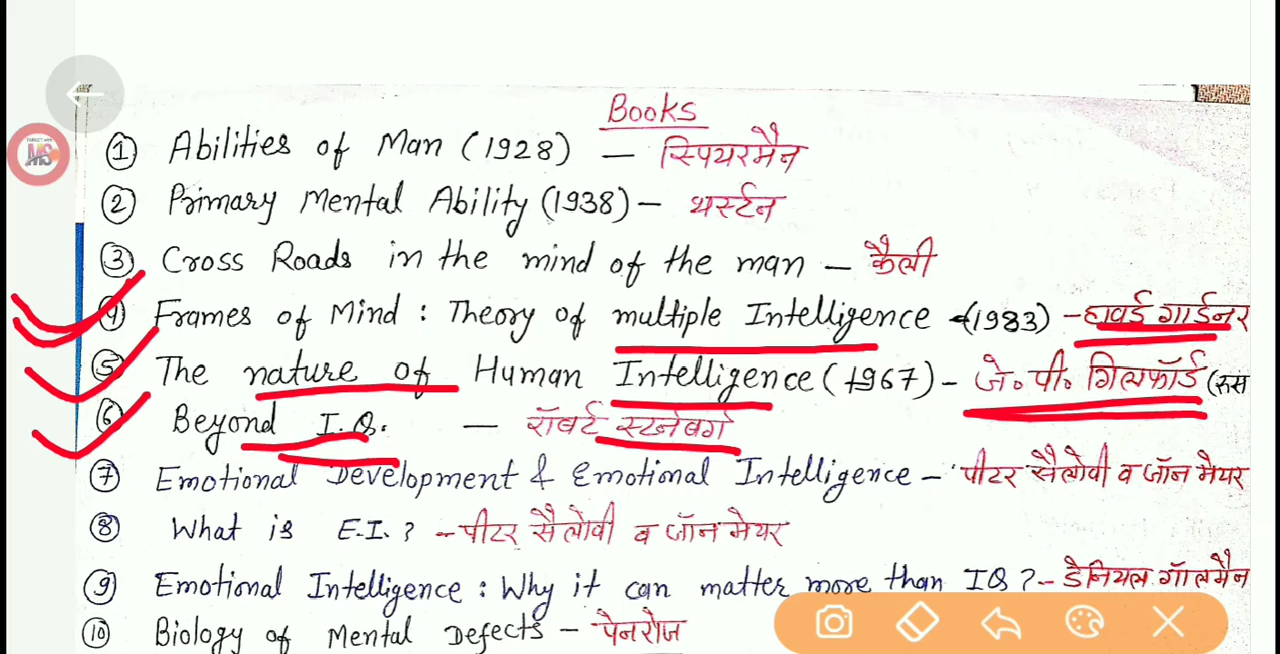 Books
① Abilities of Man (1928) — स्पियरमैन
② Primary Mental Ability (1938) — थर्स्टन
③ Cross Roads in the mind of the man — कैली
④ Frames of Mind : Theory of multiple Intelligence - (1983) - हावर्ड गार्डनर
⑤ The nature of Human Intelligence (1967) - जे॰ पी॰ गिलफॉर्ड (रूस
⑥ Beyond I.Q. — रॉबर्ट स्टर्नबर्ग
⑦ Emotional Development & Emotional Intelligence - पीटर सैलोवी व जॉन मेयर
⑧ What is E.I. ? - पीटर सैलोवी व जॉन मेयर
⑨ Emotional Intelligence : Why it can matter more than IQ ? - डेनियल गॉलमैन
⑩ Biology of Mental Defects - पेनरोज
MS